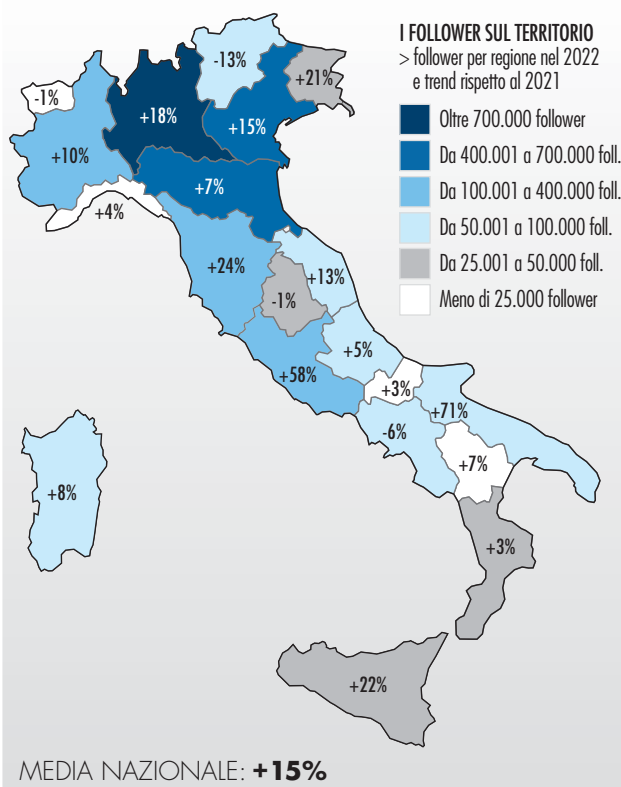 I FOLLOWER SUL TERRITORIO
> follower per regione nel 2022
e trend rispetto al 2021
Oltre 700.000 follower
Da 400.001 a 700.000 foll.
Da 100.001 a 400.000 foll.
Da 50.001 a 100.000 foll.
Da 25.001 a 50.000 foll.
Meno di 25.000 follower
-13%
+21%
-1%
+18%
+15%
+10%
+7%
+4%
+24%
+13%
-1%
+5%
+58%
+3%
+71%
-6%
+7%
+8%
+3%
+22%
MEDIA NAZIONALE: +15%